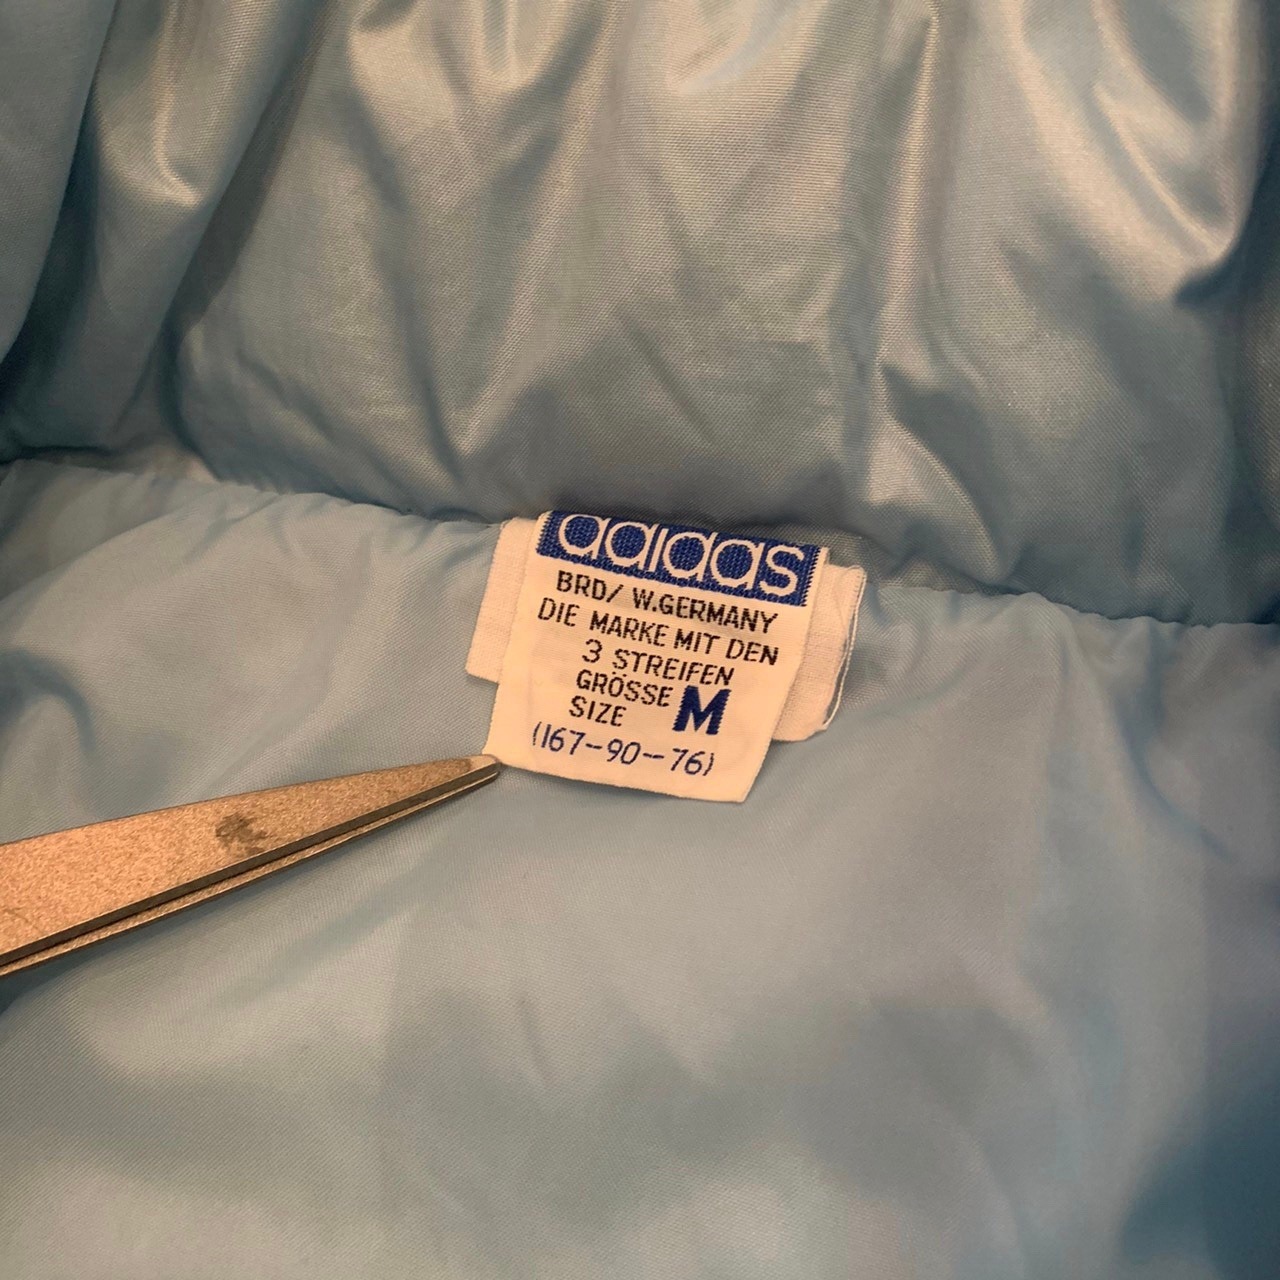 adidas
BRD/ W.GERMANY
DIE MARKE MIT DEN
3 STREIFEN
GRÖSSE M
SIZE
(167-90-76)